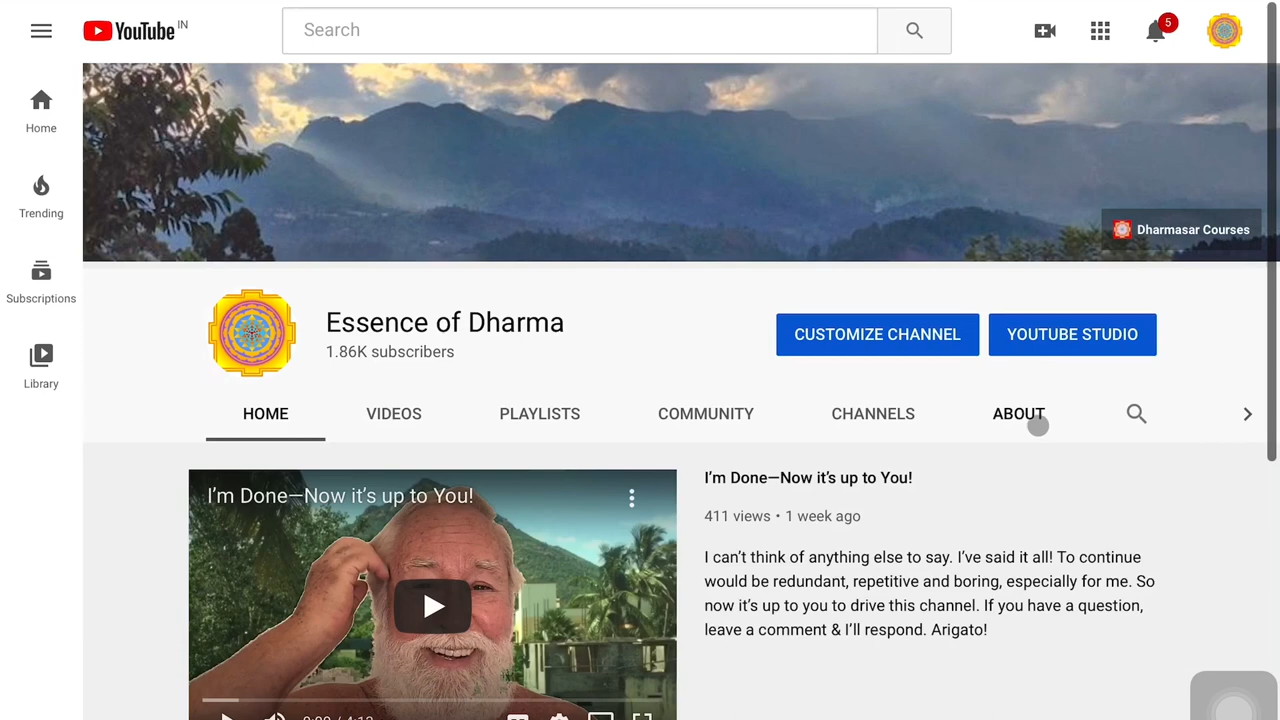 YouTube IN
Search
5
Home
Trending
Subscriptions
Library
Dharmasar Courses
Essence of Dharma
1.86K subscribers
CUSTOMIZE CHANNEL
YOUTUBE STUDIO
HOME
VIDEOS
PLAYLISTS
COMMUNITY
CHANNELS
ABOUT
I'm Done—Now it's up to You!
I'm Done—Now it's up to You!
411 views • 1 week ago
I can't think of anything else to say. I've said it all! To continue
would be redundant, repetitive and boring, especially for me. So
now it's up to you to drive this channel. If you have a question,
leave a comment & I'll respond. Arigato!